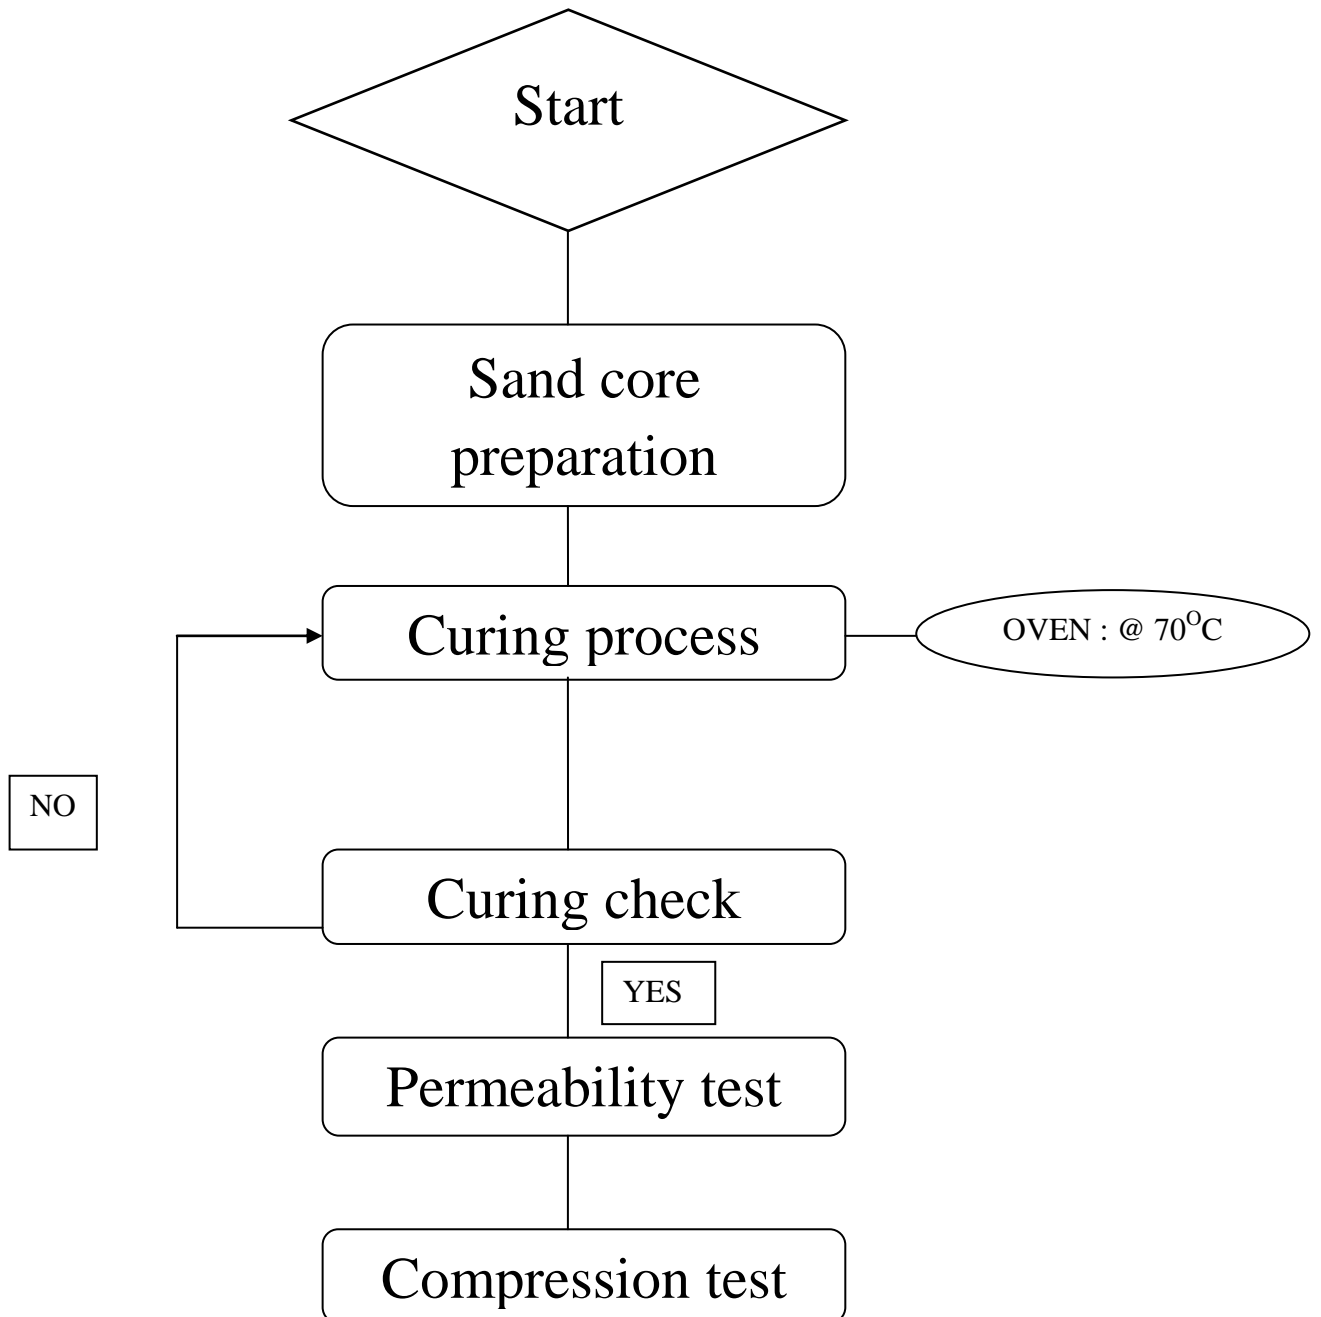 Start
Sand core
preparation
Curing process
OVEN : @ 70ᴼC
NO
Curing check
YES
Permeability test
Compression test